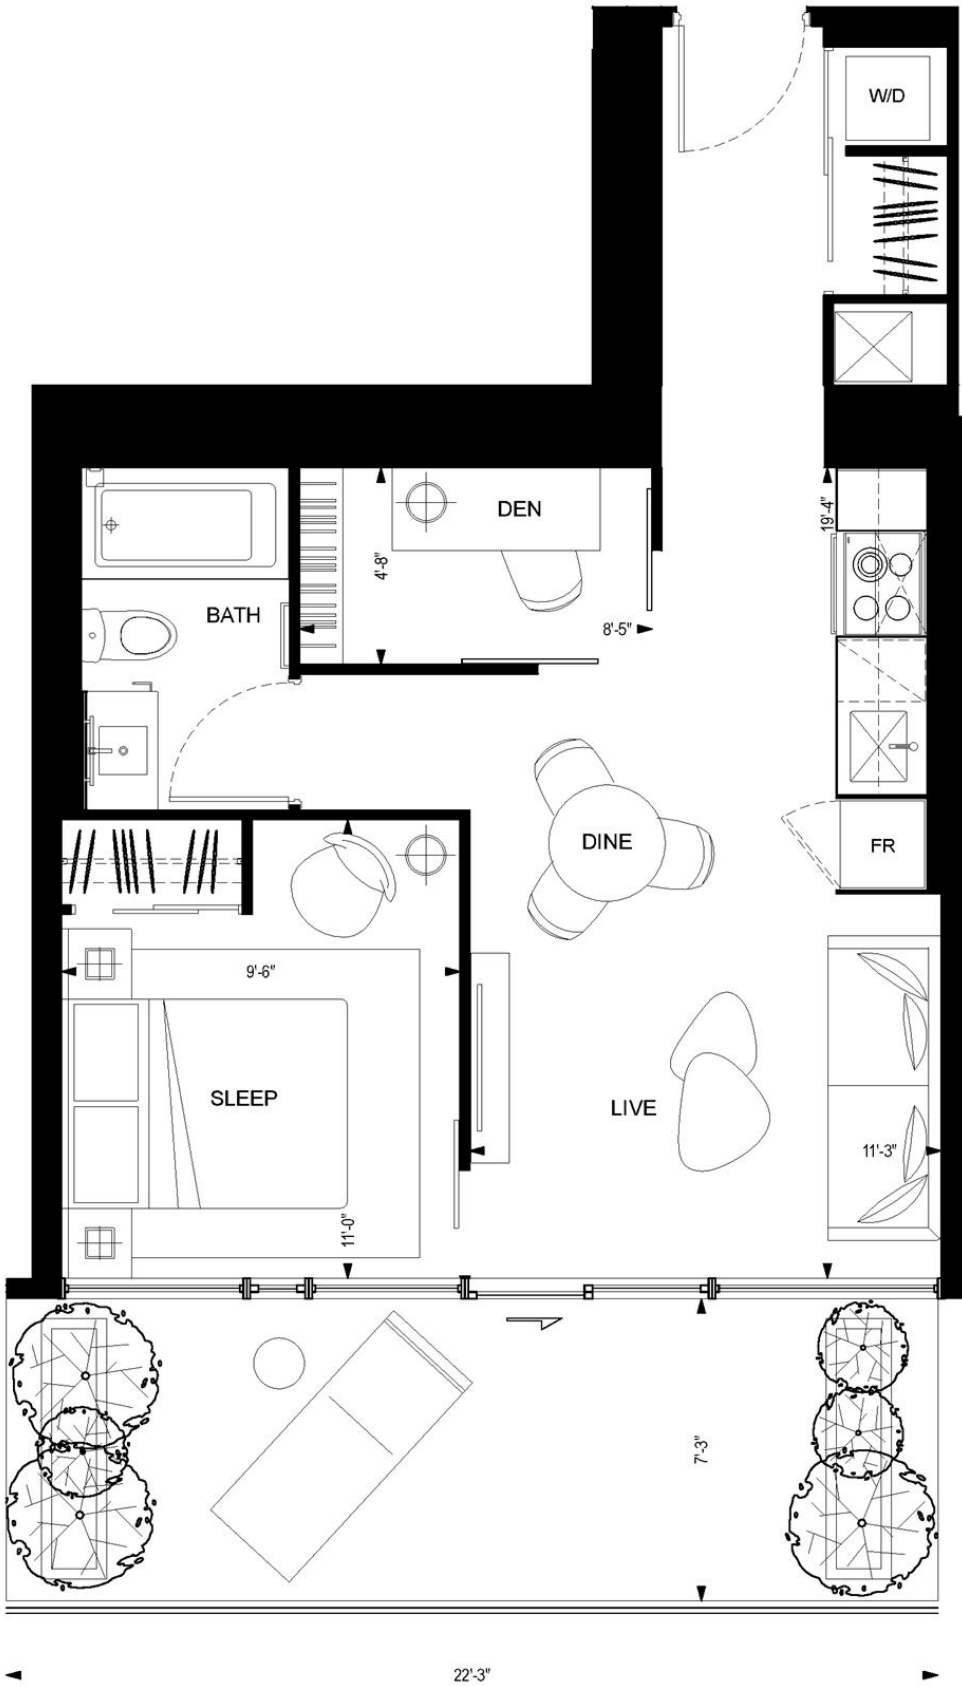 W/D
DEN
19'-4"
4'-8"
BATH
8'-5"
DINE
FR
9'-6"
SLEEP
LIVE
11'-3"
11'-0"
7'-3"
22'-3"